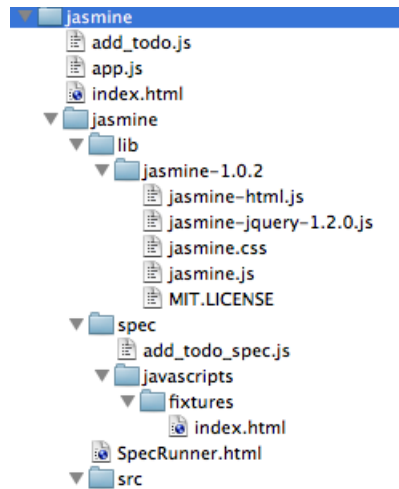 jasmine
add_todo.js
app.js
index.html
jasmine
lib
jasmine-1.0.2
jasmine-html.js
jasmine-jquery-1.2.0.js
jasmine.css
jasmine.js
MIT.LICENSE
spec
add_todo_spec.js
javascripts
fixtures
index.html
SpecRunner.html
src